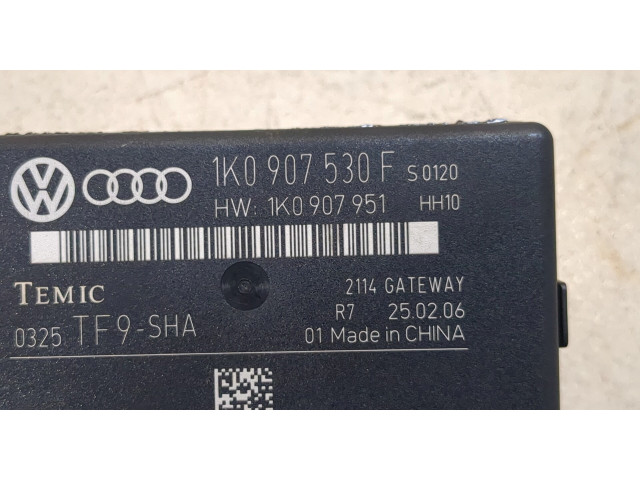 1K0 907 530 F S0120
HW: 1K0 907 951 HH10
TEMIC
2114 GATEWAY
R7 25.02.06
0325 TF9-SHA
01 Made in CHINA